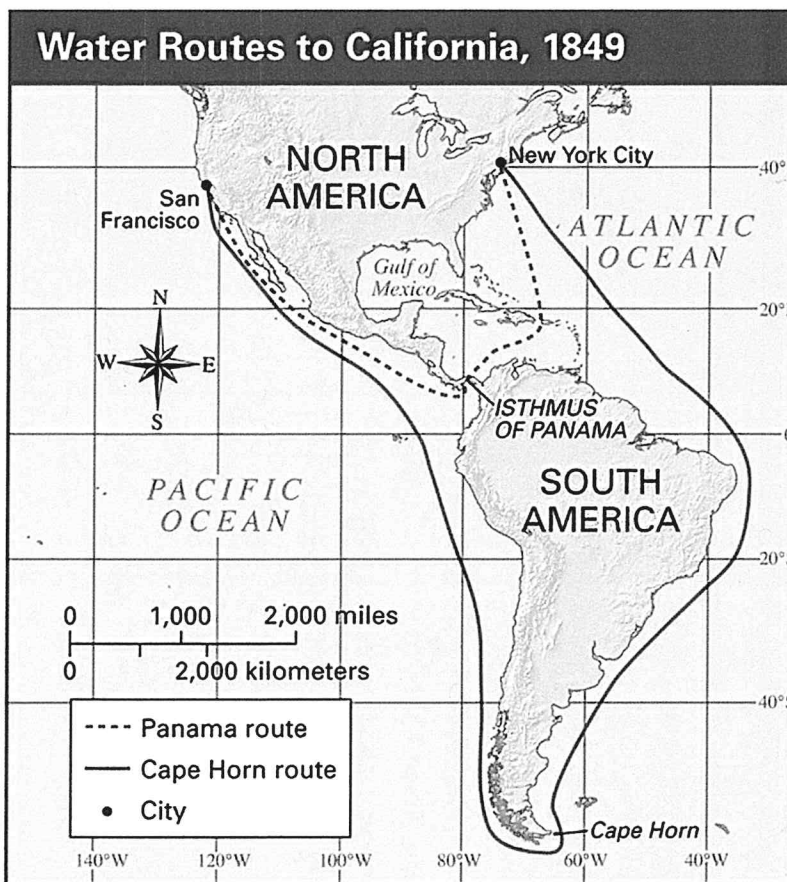 Water Routes to California, 1849
NORTH
AMERICA
New York City
40°
San
Francisco
ATLANTIC
OCEAN
Gulf of
Mexico
N
20°
W
E
S
ISTHMUS
OF PANAMA
PACIFIC
OCEAN
SOUTH
AMERICA
20°
0 1,000 2,000 miles
0 2,000 kilometers
40°
Panama route
Cape Horn route
City
Cape Horn
140°W 120°W 100°W 80°W 60°W 40°W